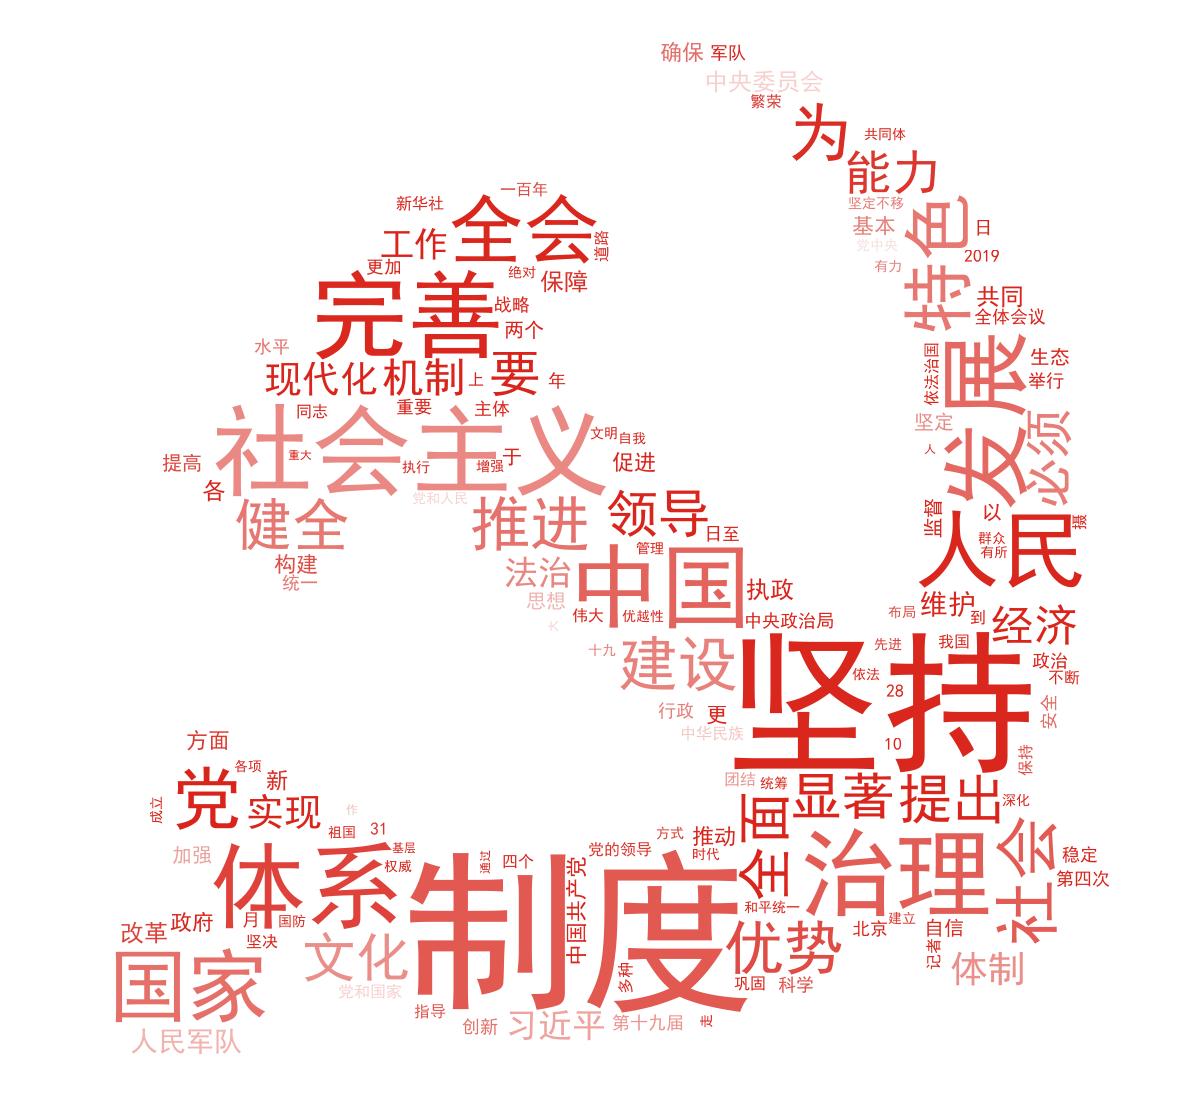 确保 军队
中央委员会
繁荣
为
共同体
能力
一百年
坚定不移
新华社
全会
特色
基本
日
工作
道路
党中央
2019
更加
绝对
保障
有力
完善
战略
共同
两个
全体会议
水平
依法治国
发展
生态
现代化
机制
上
要
年
举行
同志
重要
主体
坚定
必须
社会主义
文明
自我
重大
执行
增强
于
促进
人
提高
各
党和人民
健全
推进
领导
监督
以
人民
摄
日至
群众
有所
管理
构建
统一
法治
中国
执政
思想
伟大
优越性
中央政治局
布局
维护
到
经济
大
十九
建设
坚持
先进
我国
政治
依法
不断
28
行政
更
安全
中华民族
10
方面
保持
各项
党
新
团结
统筹
全面
显著
提出
深化
成立
实现
作
祖国
31
方式
推动
治理
社会
加强
体系
基层
权威
通过
四个
党的领导
时代
稳定
制度
中国共产党
第四次
改革
政府
月
国防
和平统一
坚决
文化
优势
北京
建立
自信
记者
国家
多种
巩固
科学
体制
党和国家
指导
创新
习近平
第十九届
走
人民军队